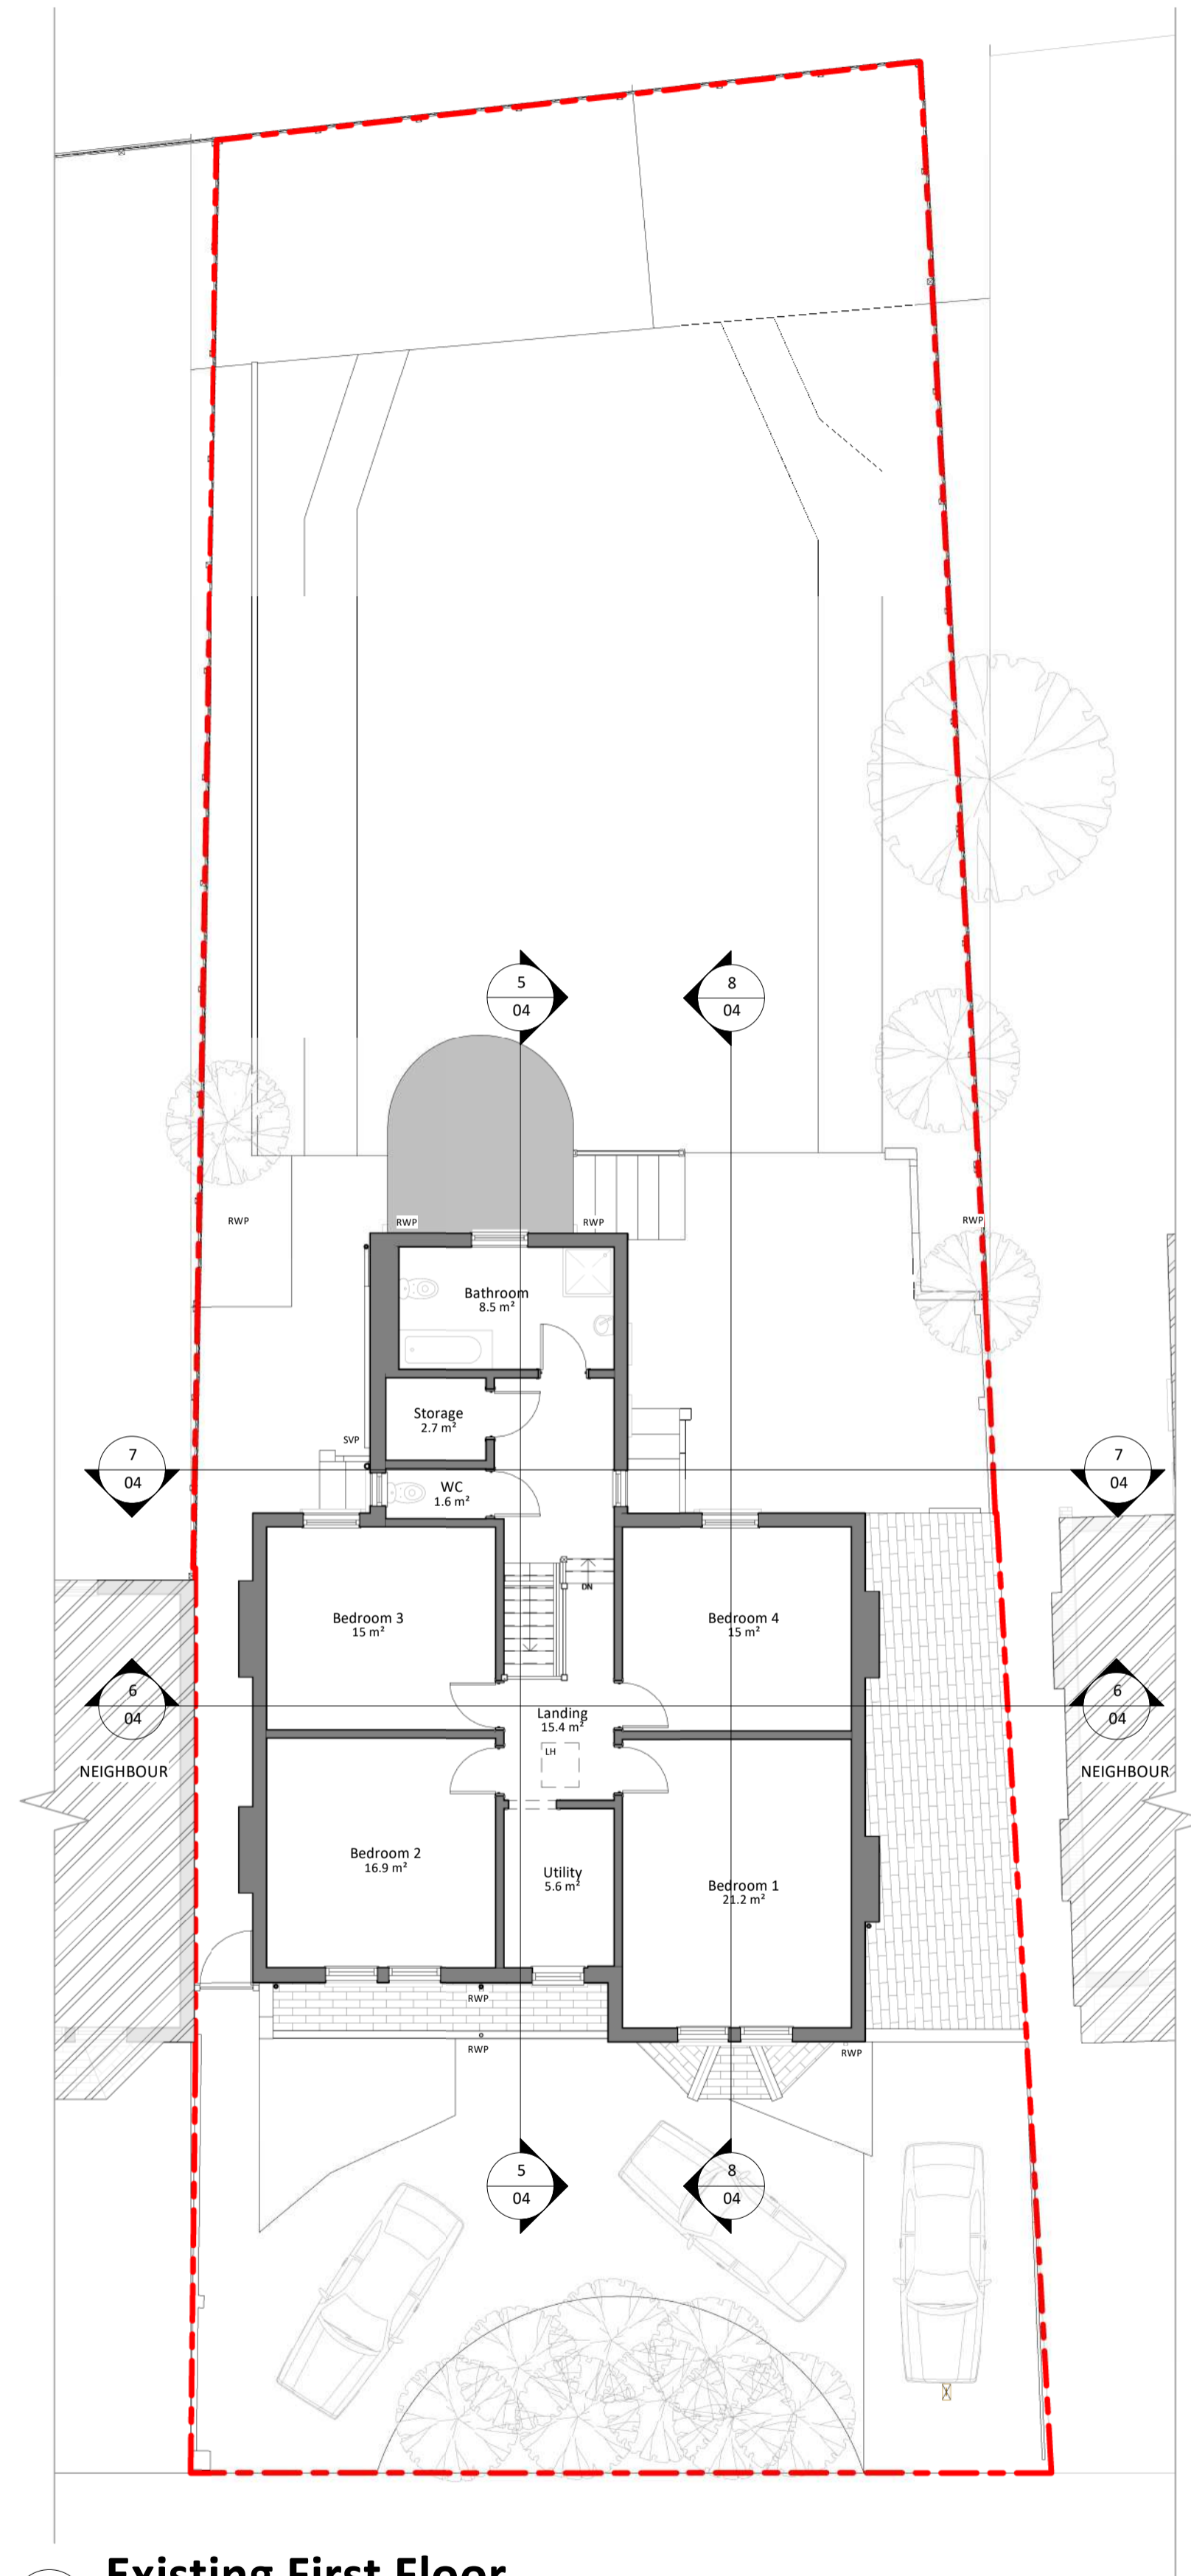 5
04
8
04
RWP
RWP
RWP
RWP
Bathroom
8.5 m²
Storage
2.7 m²
SVP
7
04
WC
1.6 m²
7
04
DN
Bedroom 3
15 m²
Bedroom 4
15 m²
6
04
Landing
15.4 m²
6
04
LH
NEIGHBOUR
NEIGHBOUR
Bedroom 2
16.9 m²
Utility
5.6 m²
Bedroom 1
21.2 m²
RWP
RWP
RWP
5
04
8
04
Existing First Floor